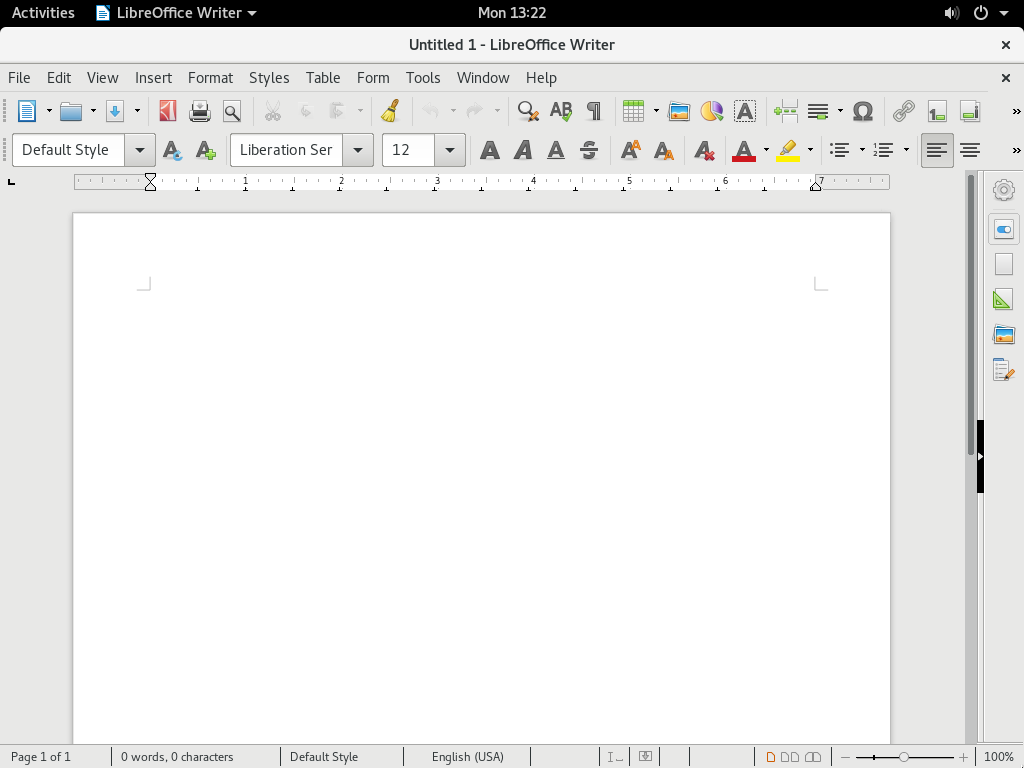 Activities LibreOffice Writer Mon 13:22
Untitled 1 - LibreOffice Writer
File Edit View Insert Format Styles Table Form Tools Window Help
Default Style Liberation Ser 12
1 2 3 4 5 6 7
Page 1 of 1 0 words, 0 characters Default Style English (USA) 100%